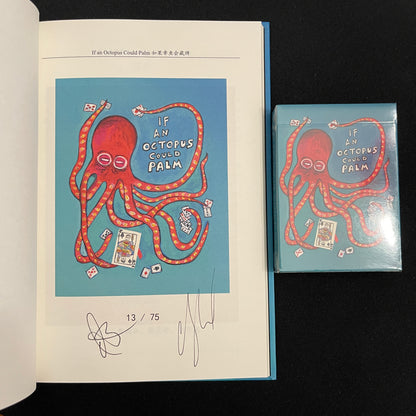 If an Octopus Could Palm 如果章鱼会藏牌
IF
AN
OCTOPUS
COULD
PALM
13 / 75
IF
AN
OCTOPUS
COULD
PALM